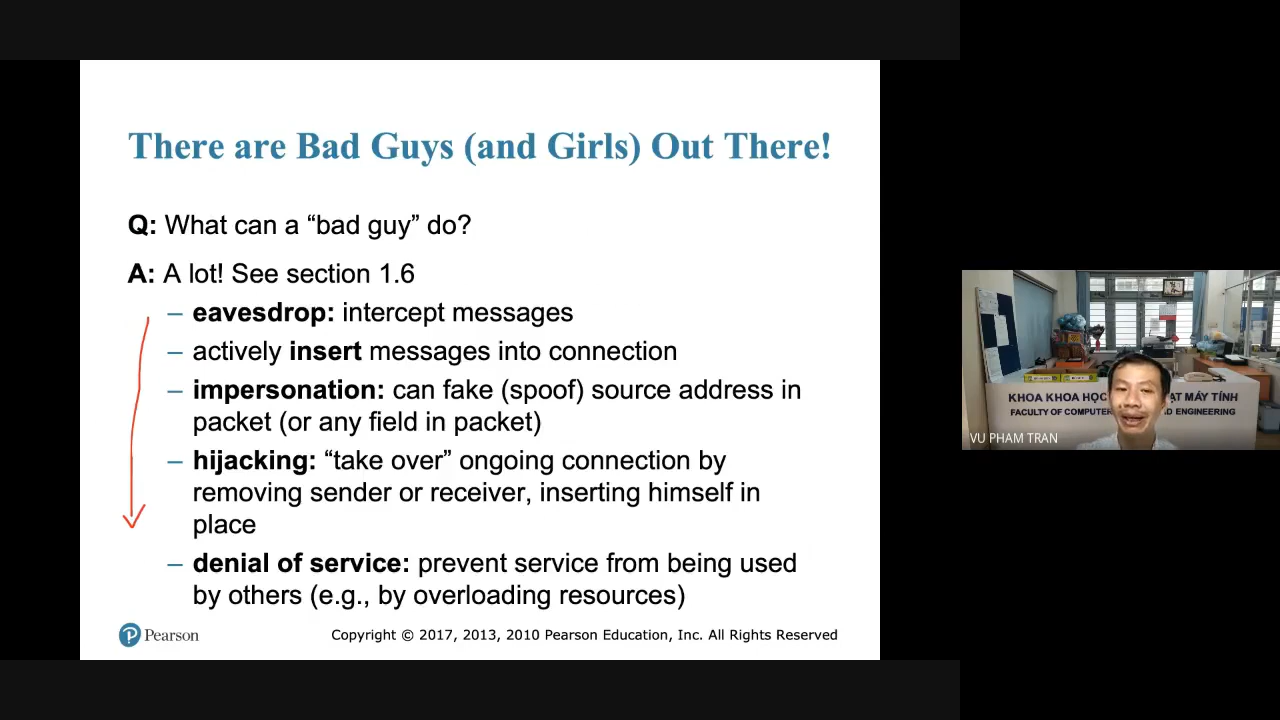 There are Bad Guys (and Girls) Out There!
Q: What can a “bad guy” do?
A: A lot! See section 1.6
– eavesdrop: intercept messages
– actively insert messages into connection
– impersonation: can fake (spoof) source address in
packet (or any field in packet)
– hijacking: “take over” ongoing connection by
removing sender or receiver, inserting himself in
place
– denial of service: prevent service from being used
by others (e.g., by overloading resources)
Pearson
Copyright © 2017, 2013, 2010 Pearson Education, Inc. All Rights Reserved
KHOA KHOA HỌC MÁY TÍNH
FACULTY OF COMPUTER ENGINEERING
VU PHAM TRAN